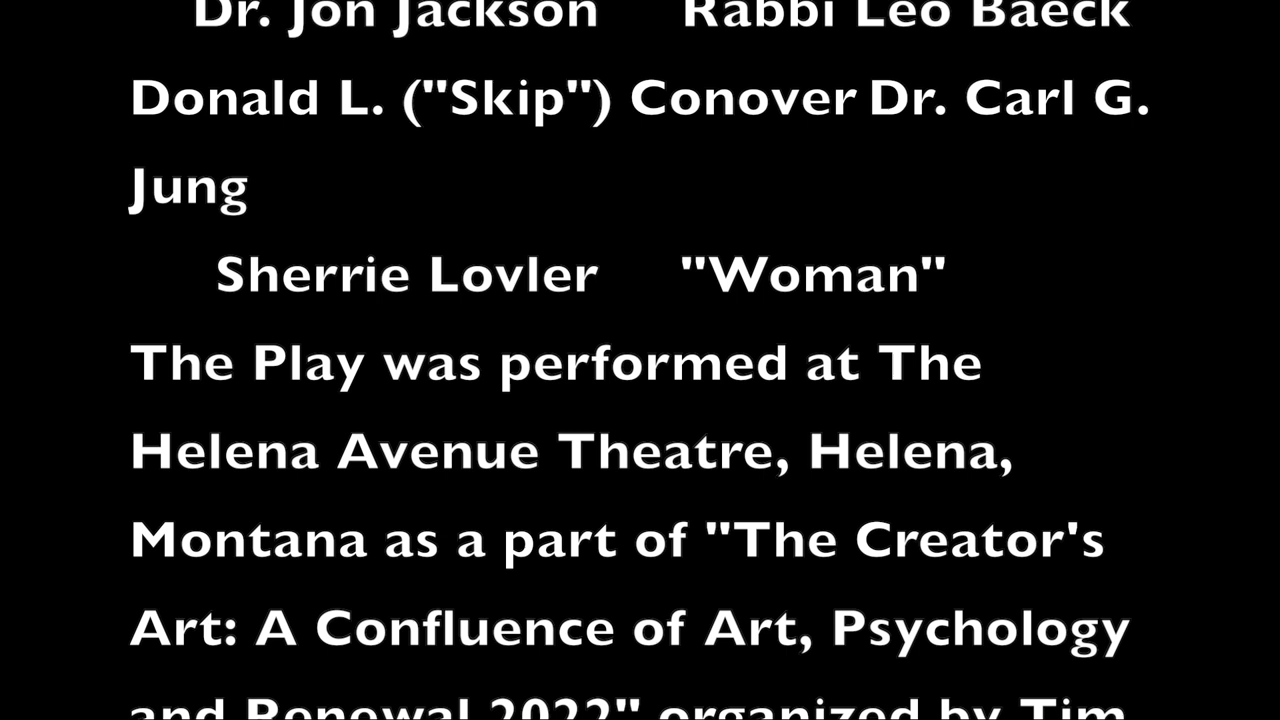 Dr. Jon Jackson Rabbi Leo Baeck
Donald L. ("Skip") Conover Dr. Carl G.
Jung
Sherrie Lovler "Woman"
The Play was performed at The
Helena Avenue Theatre, Helena,
Montana as a part of "The Creator's
Art: A Confluence of Art, Psychology
and Renewal 2022" organized by Tim